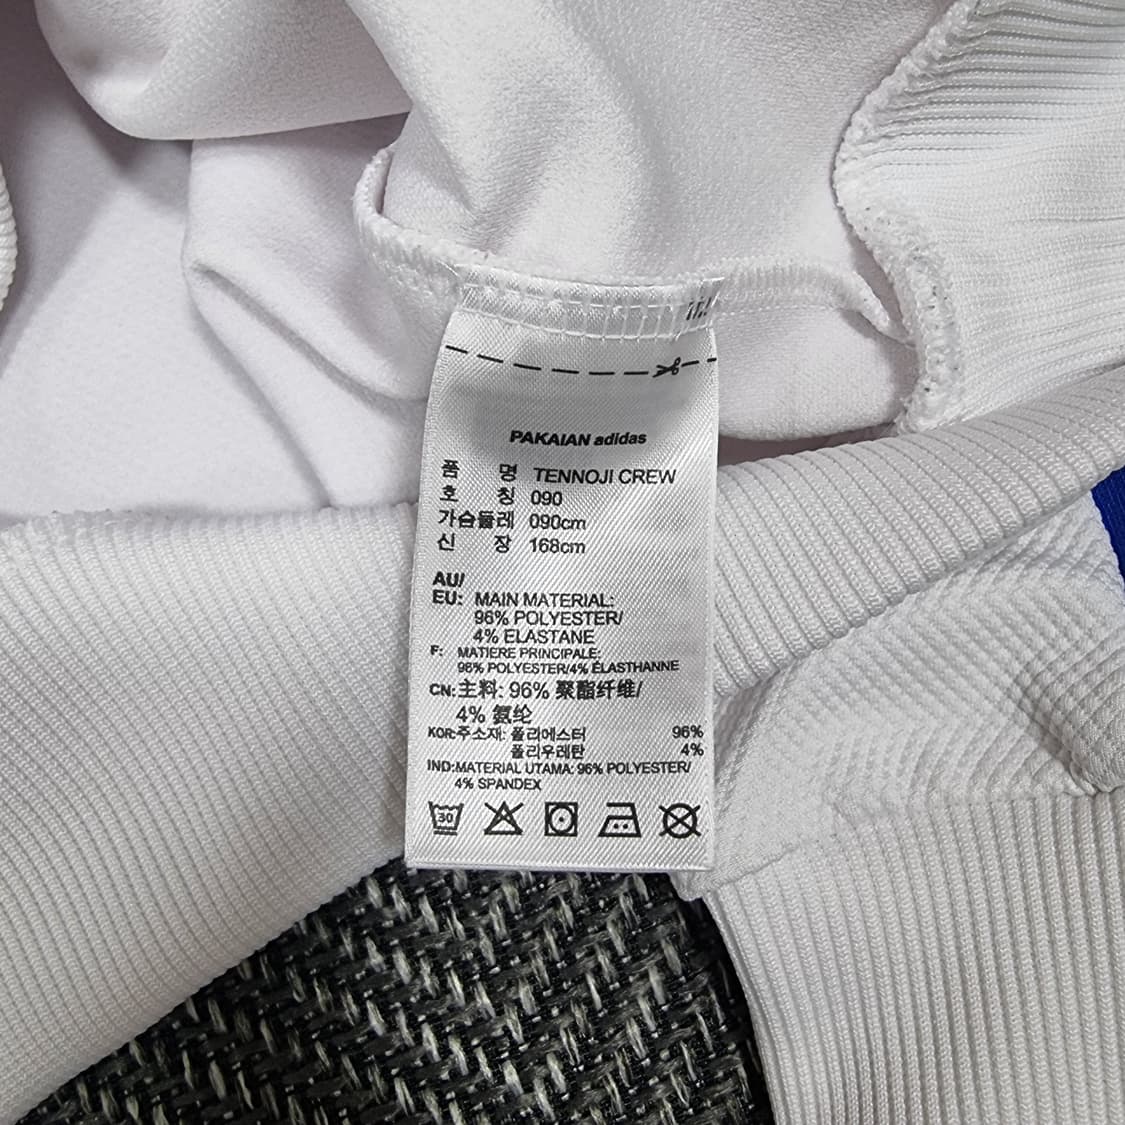 PAKAIAN adidas
품 명 TENNOJI CREW
호 칭 090
가슴둘레 090cm
신 장 168cm
AU/
EU: MAIN MATERIAL:
96% POLYESTER/
4% ELASTANE
F: MATIERE PRINCIPALE:
96% POLYESTER/4% ÉLASTHANNE
CN:主料: 96% 聚酯纤维/
4% 氨纶
KOR:주소재: 폴리에스터 96%
폴리우레탄 4%
IND:MATERIAL UTAMA: 96% POLYESTER/
4% SPANDEX
30